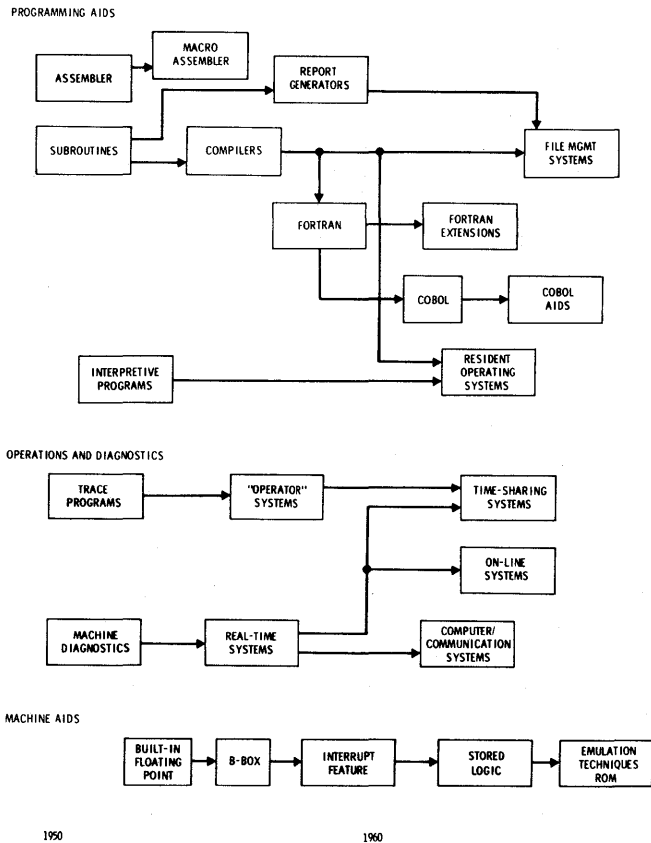 PROGRAMMING AIDS
ASSEMBLER
MACRO
ASSEMBLER
REPORT
GENERATORS
SUBROUTINES
COMPILERS
FILE MGMT
SYSTEMS
FORTRAN
FORTRAN
EXTENSIONS
COBOL
COBOL
AIDS
INTERPRETIVE
PROGRAMS
RESIDENT
OPERATING
SYSTEMS
OPERATIONS AND DIAGNOSTICS
TRACE
PROGRAMS
"OPERATOR"
SYSTEMS
TIME-SHARING
SYSTEMS
ON-LINE
SYSTEMS
MACHINE
DIAGNOSTICS
REAL-TIME
SYSTEMS
COMPUTER/
COMMUNICATION
SYSTEMS
MACHINE AIDS
BUILT-IN
FLOATING
POINT
B-BOX
INTERRUPT
FEATURE
STORED
LOGIC
EMULATION
TECHNIQUES
ROM
1950
1960